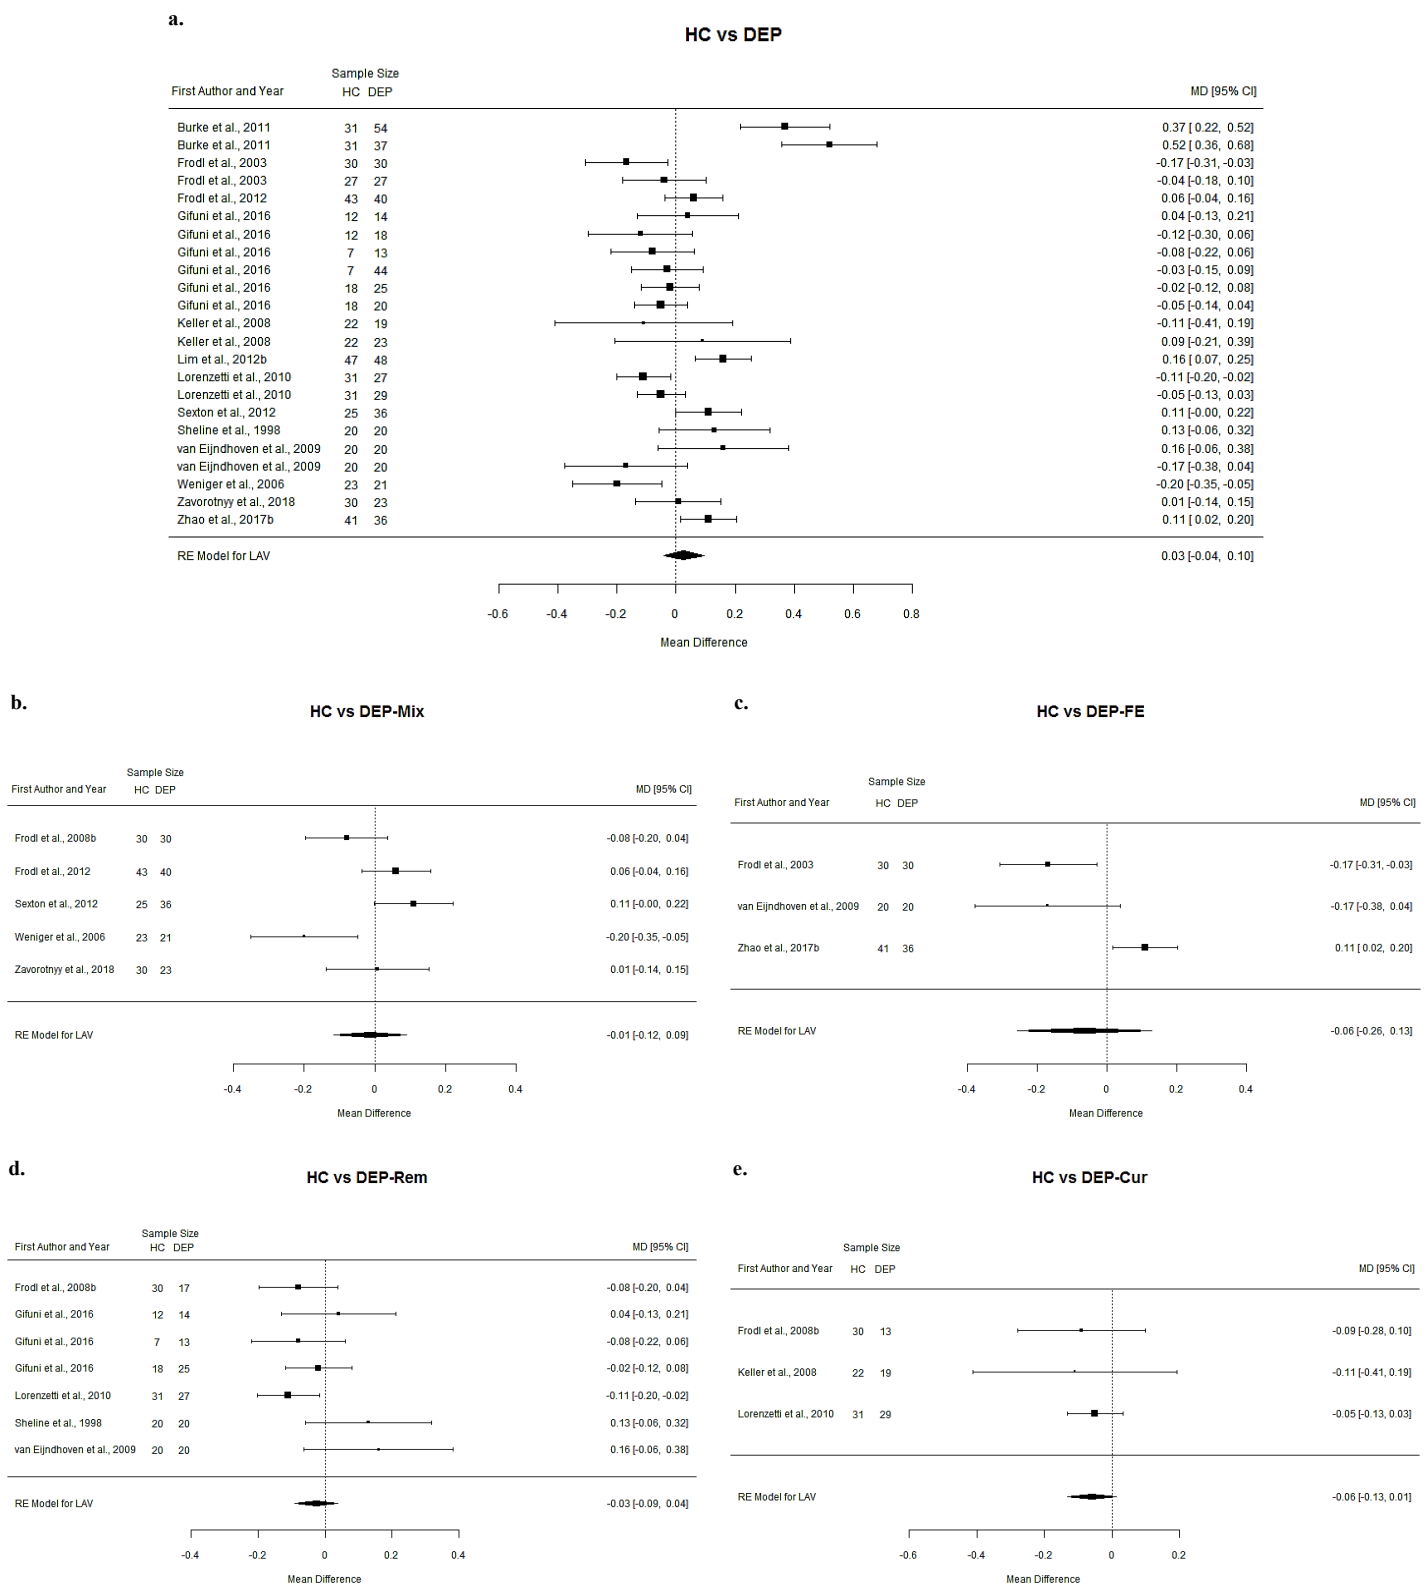 a.
HC vs DEP
Sample Size
First Author and Year HC DEP MD [95% CI]
Burke et al., 2011 31 54 0.37 [ 0.22, 0.52]
Burke et al., 2011 31 37 0.52 [ 0.36, 0.68]
Frodl et al., 2003 30 30 -0.17 [-0.31, -0.03]
Frodl et al., 2003 27 27 -0.04 [-0.18, 0.10]
Frodl et al., 2012 43 40 0.06 [-0.04, 0.16]
Gifuni et al., 2016 12 14 0.04 [-0.13, 0.21]
Gifuni et al., 2016 12 18 -0.12 [-0.30, 0.06]
Gifuni et al., 2016 7 13 -0.08 [-0.22, 0.06]
Gifuni et al., 2016 7 44 -0.03 [-0.15, 0.09]
Gifuni et al., 2016 18 25 -0.02 [-0.12, 0.08]
Gifuni et al., 2016 18 20 -0.05 [-0.14, 0.04]
Keller et al., 2008 22 19 -0.11 [-0.41, 0.19]
Keller et al., 2008 22 23 0.09 [-0.21, 0.39]
Lim et al., 2012b 47 48 0.16 [ 0.07, 0.25]
Lorenzetti et al., 2010 31 27 -0.11 [-0.20, -0.02]
Lorenzetti et al., 2010 31 29 -0.05 [-0.13, 0.03]
Sexton et al., 2012 25 36 0.11 [-0.00, 0.22]
Sheline et al., 1998 20 20 0.13 [-0.06, 0.32]
van Eijndhoven et al., 2009 20 20 0.16 [-0.06, 0.38]
van Eijndhoven et al., 2009 20 20 -0.17 [-0.38, 0.04]
Weniger et al., 2006 23 21 -0.20 [-0.35, -0.05]
Zavorotnyy et al., 2018 30 23 0.01 [-0.14, 0.15]
Zhao et al., 2017b 41 36 0.11 [ 0.02, 0.20]
RE Model for LAV 0.03 [-0.04, 0.10]
-0.6 -0.4 -0.2 0 0.2 0.4 0.6 0.8
Mean Difference
b.
HC vs DEP-Mix
Sample Size
First Author and Year HC DEP MD [95% CI]
Frodl et al., 2008b 30 30 -0.08 [-0.20, 0.04]
Frodl et al., 2012 43 40 0.06 [-0.04, 0.16]
Sexton et al., 2012 25 36 0.11 [-0.00, 0.22]
Weniger et al., 2006 23 21 -0.20 [-0.35, -0.05]
Zavorotnyy et al., 2018 30 23 0.01 [-0.14, 0.15]
RE Model for LAV -0.01 [-0.12, 0.09]
-0.4 -0.2 0 0.2 0.4
Mean Difference
c.
HC vs DEP-FE
Sample Size
First Author and Year HC DEP MD [95% CI]
Frodl et al., 2003 30 30 -0.17 [-0.31, -0.03]
van Eijndhoven et al., 2009 20 20 -0.17 [-0.38, 0.04]
Zhao et al., 2017b 41 36 0.11 [ 0.02, 0.20]
RE Model for LAV -0.06 [-0.26, 0.13]
-0.4 -0.2 0 0.2 0.4
Mean Difference
d.
HC vs DEP-Rem
Sample Size
First Author and Year HC DEP MD [95% CI]
Frodl et al., 2008b 30 17 -0.08 [-0.20, 0.04]
Gifuni et al., 2016 12 14 0.04 [-0.13, 0.21]
Gifuni et al., 2016 7 13 -0.08 [-0.22, 0.06]
Gifuni et al., 2016 18 25 -0.02 [-0.12, 0.08]
Lorenzetti et al., 2010 31 27 -0.11 [-0.20, -0.02]
Sheline et al., 1998 20 20 0.13 [-0.06, 0.32]
van Eijndhoven et al., 2009 20 20 0.16 [-0.06, 0.38]
RE Model for LAV -0.03 [-0.09, 0.04]
-0.4 -0.2 0 0.2 0.4
Mean Difference
e.
HC vs DEP-Cur
Sample Size
First Author and Year HC DEP MD [95% CI]
Frodl et al., 2008b 30 13 -0.09 [-0.28, 0.10]
Keller et al., 2008 22 19 -0.11 [-0.41, 0.19]
Lorenzetti et al., 2010 31 29 -0.05 [-0.13, 0.03]
RE Model for LAV -0.06 [-0.13, 0.01]
-0.6 -0.4 -0.2 0 0.2
Mean Difference